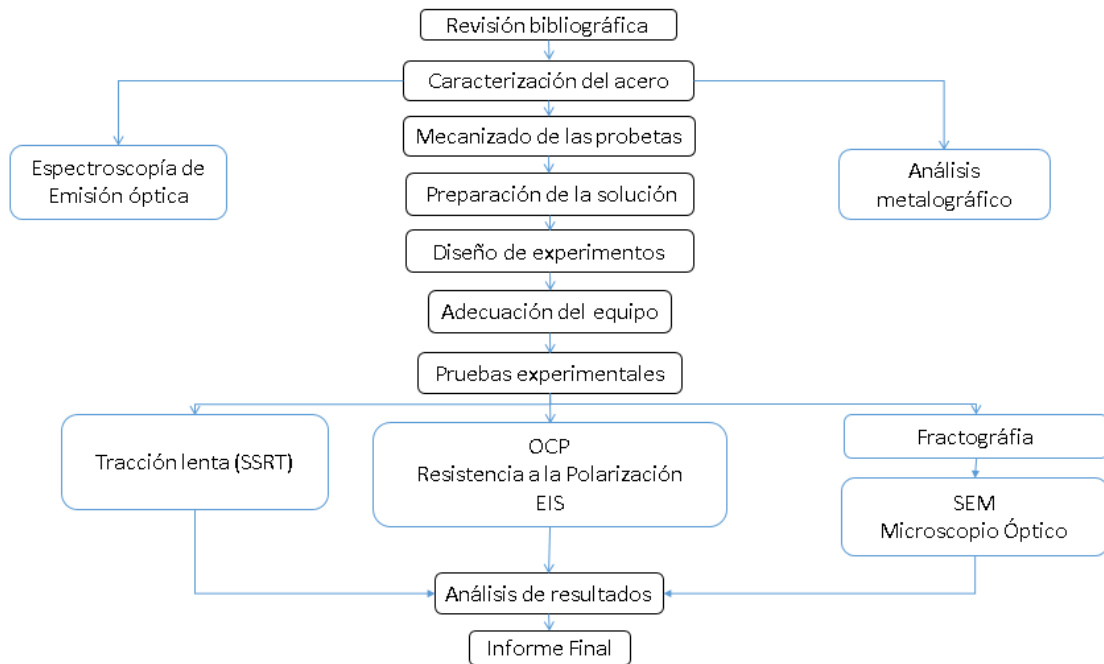 Revisión bibliográfica
Caracterización del acero
Mecanizado de las probetas
Espectroscopía de
Emisión óptica
Análisis
metalográfico
Preparación de la solución
Diseño de experimentos
Adecuación del equipo
Pruebas experimentales
Tracción lenta (SSRT)
OCP
Resistencia a la Polarización
EIS
Fractográfia
SEM
Microscopio Óptico
Análisis de resultados
Informe Final